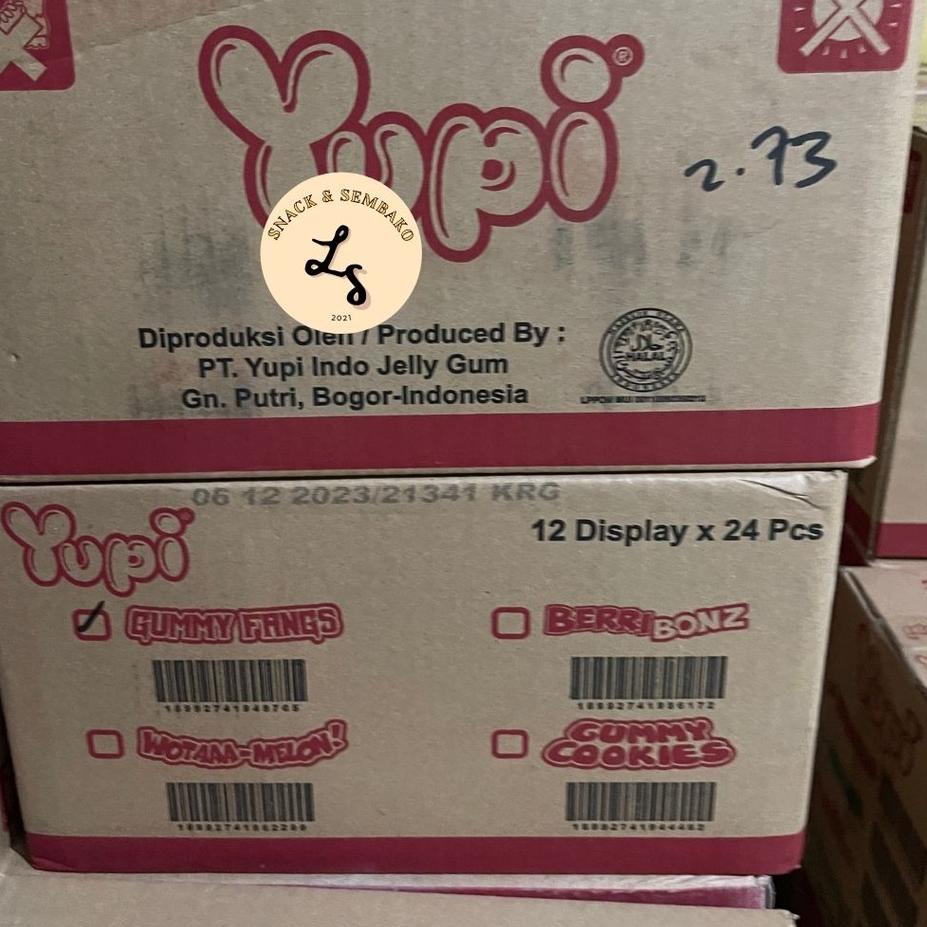 Yupi ®
2.73
SNACK & SEMBAKO
Ls
2021
Diproduksi Oleh / Produced By :
PT. Yupi Indo Jelly Gum
Gn. Putri, Bogor-Indonesia
HALAL
06 12 2023/21341 KRG
Yupi
12 Display x 24 Pcs
GUMMY FANGS
BERRIBONZ
WOTAAA-MELON!
GUMMY
COOKIES